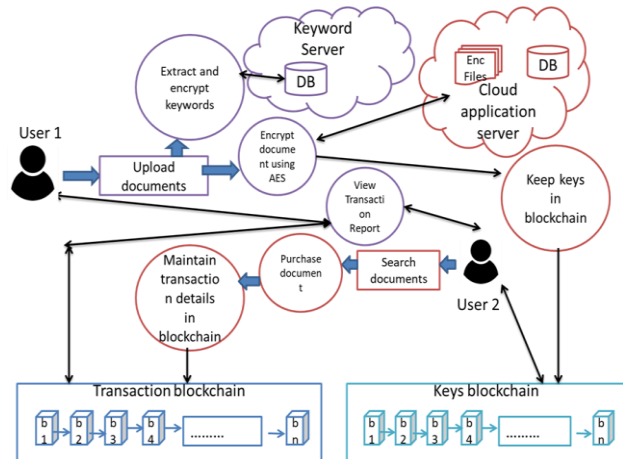 Keyword
Server
DB
Extract and
encrypt
keywords
Enc
Files
DB
Cloud
application
server
User 1
Upload
documents
Encrypt
docume
nt using
AES
Keep keys
in
blockchain
View
Transacti
on
Report
Maintain
transactio
n details
in
blockchain
Purchase
documen
t
Search
documents
User 2
Transaction blockchain
b
1
b
2
b
3
b
4
.........
b
n
Keys blockchain
b
1
b
2
b
3
b
4
.........
b
n